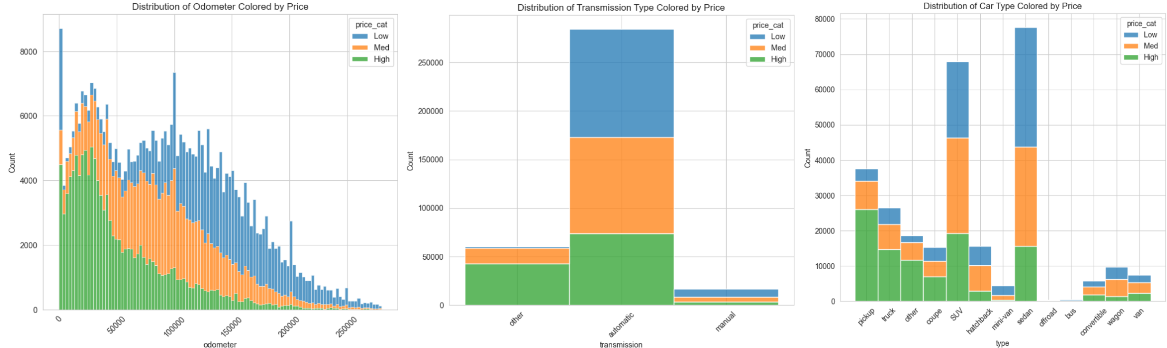 Distribution of Odometer Colored by Price
price_cat
Low
Med
High
8000
6000
4000
2000
0
Count
0
50000
100000
150000
200000
250000
odometer
Distribution of Transmission Type Colored by Price
price_cat
Low
Med
High
250000
200000
150000
100000
50000
0
Count
other
automatic
manual
transmission
Distribution of Car Type Colored by Price
price_cat
Low
Med
High
80000
70000
60000
50000
40000
30000
20000
10000
0
Count
pickup
truck
other
coupe
SUV
hatchback
mini-van
sedan
offroad
bus
convertible
wagon
van
type